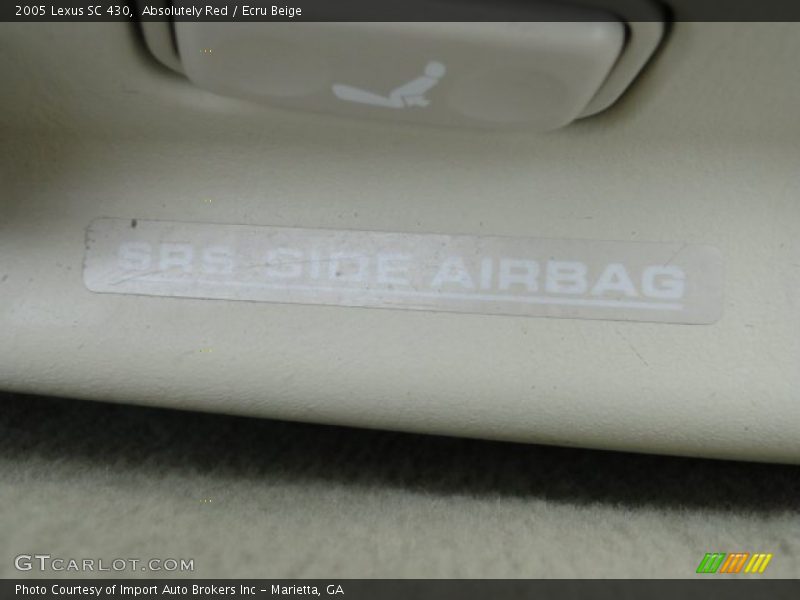 2005 Lexus SC 430, Absolutely Red / Ecru Beige
SRS SIDE AIRBAG
GTCARLOT.COM
Photo Courtesy of Import Auto Brokers Inc - Marietta, GA